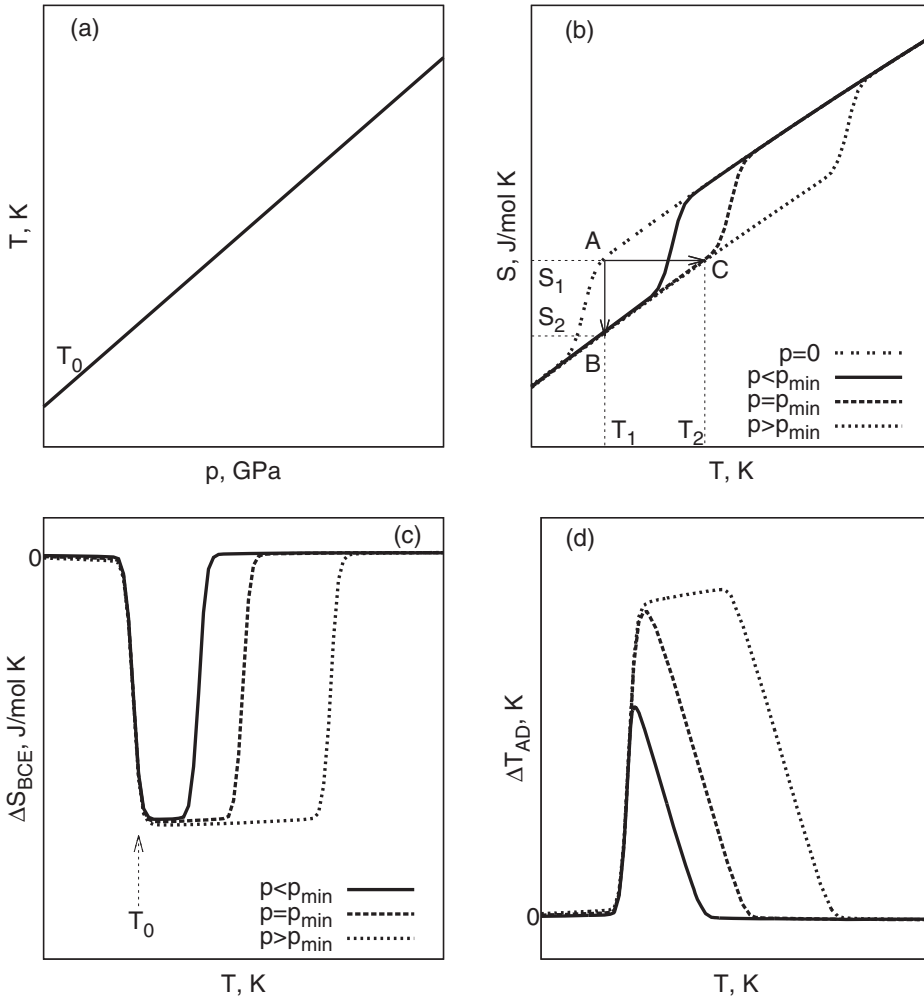 (a)
T, K
T0
p, GPa
(b)
S, J/mol K
A
S1
C
S2
B
p=0
p<pmin
p=pmin
p>pmin
T1
T2
T, K
(c)
0
ΔSBCE, J/mol K
T0
p<pmin
p=pmin
p>pmin
T, K
(d)
ΔTAD, K
0
T, K